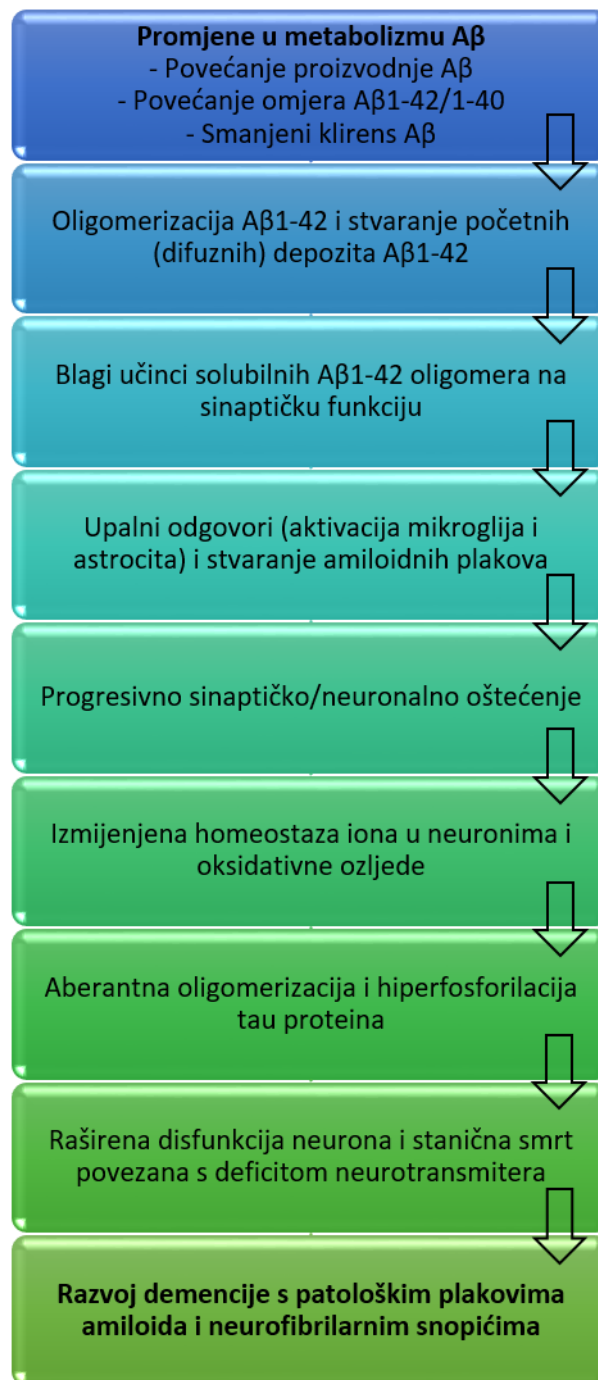 Promjene u metabolizmu Aβ
- Povećanje proizvodnje Aβ
- Povećanje omjera Aβ1-42/1-40
- Smanjeni klirens Aβ
Oligomerizacija Aβ1-42 i stvaranje početnih
(difuznih) depozita Aβ1-42
Blagi učinci solubilnih Aβ1-42 oligomera na
sinaptičku funkciju
Upalni odgovori (aktivacija mikroglija i
astrocita) i stvaranje amiloidnih plakova
Progresivno sinaptičko/neuronalno oštećenje
Izmijenjena homeostaza iona u neuronima i
oksidativne ozljede
Aberantna oligomerizacija i hiperfosforilacija
tau proteina
Raširena disfunkcija neurona i stanična smrt
povezana s deficitom neurotransmitera
Razvoj demencije s patološkim plakovima
amiloida i neurofibrilarnim snopićima